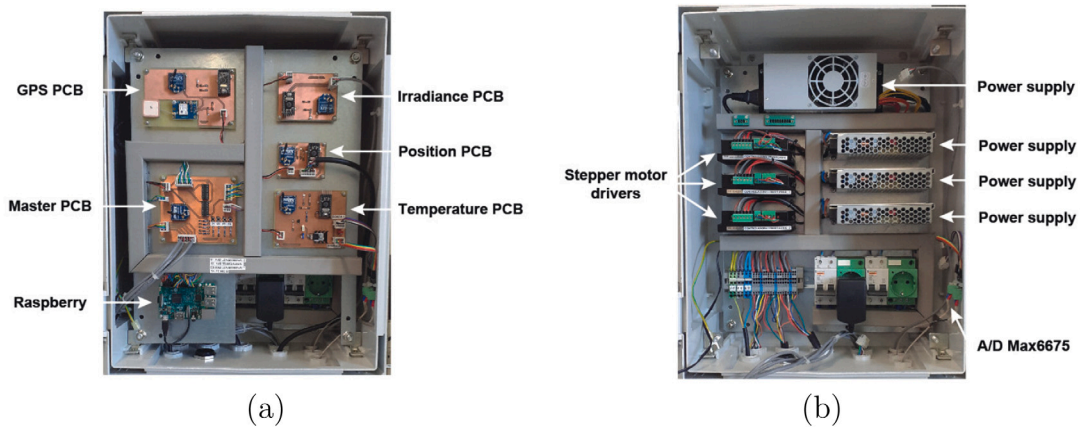 GPS PCB
Irradiance PCB
Position PCB
Master PCB
Temperature PCB
Raspberry
(a)
Power supply
Power supply
Stepper motor
drivers
Power supply
Power supply
A/D Max6675
(b)